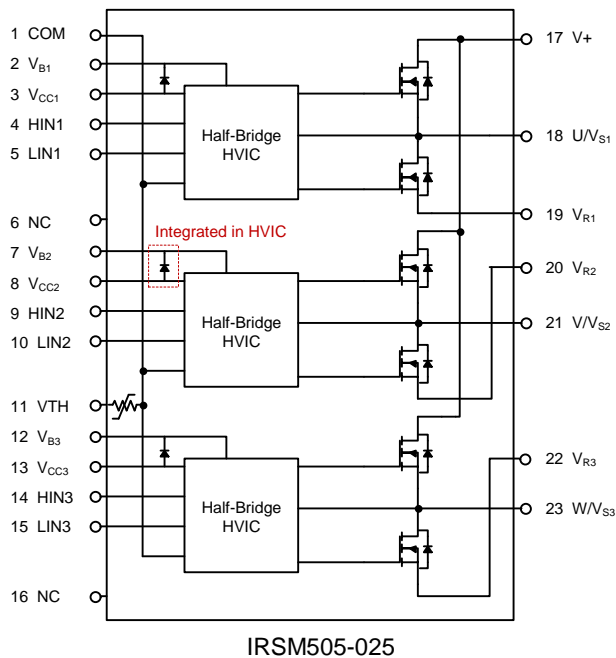 1 COM
2 VB1
3 VCC1
4 HIN1
5 LIN1
6 NC
7 VB2
8 VCC2
9 HIN2
10 LIN2
11 VTH
12 VB3
13 VCC3
14 HIN3
15 LIN3
16 NC
Half-Bridge
HVIC
Integrated in HVIC
Half-Bridge
HVIC
Half-Bridge
HVIC
17 V+
18 U/VS1
19 VR1
20 VR2
21 V/VS2
22 VR3
23 W/VS3
IRSM505-025